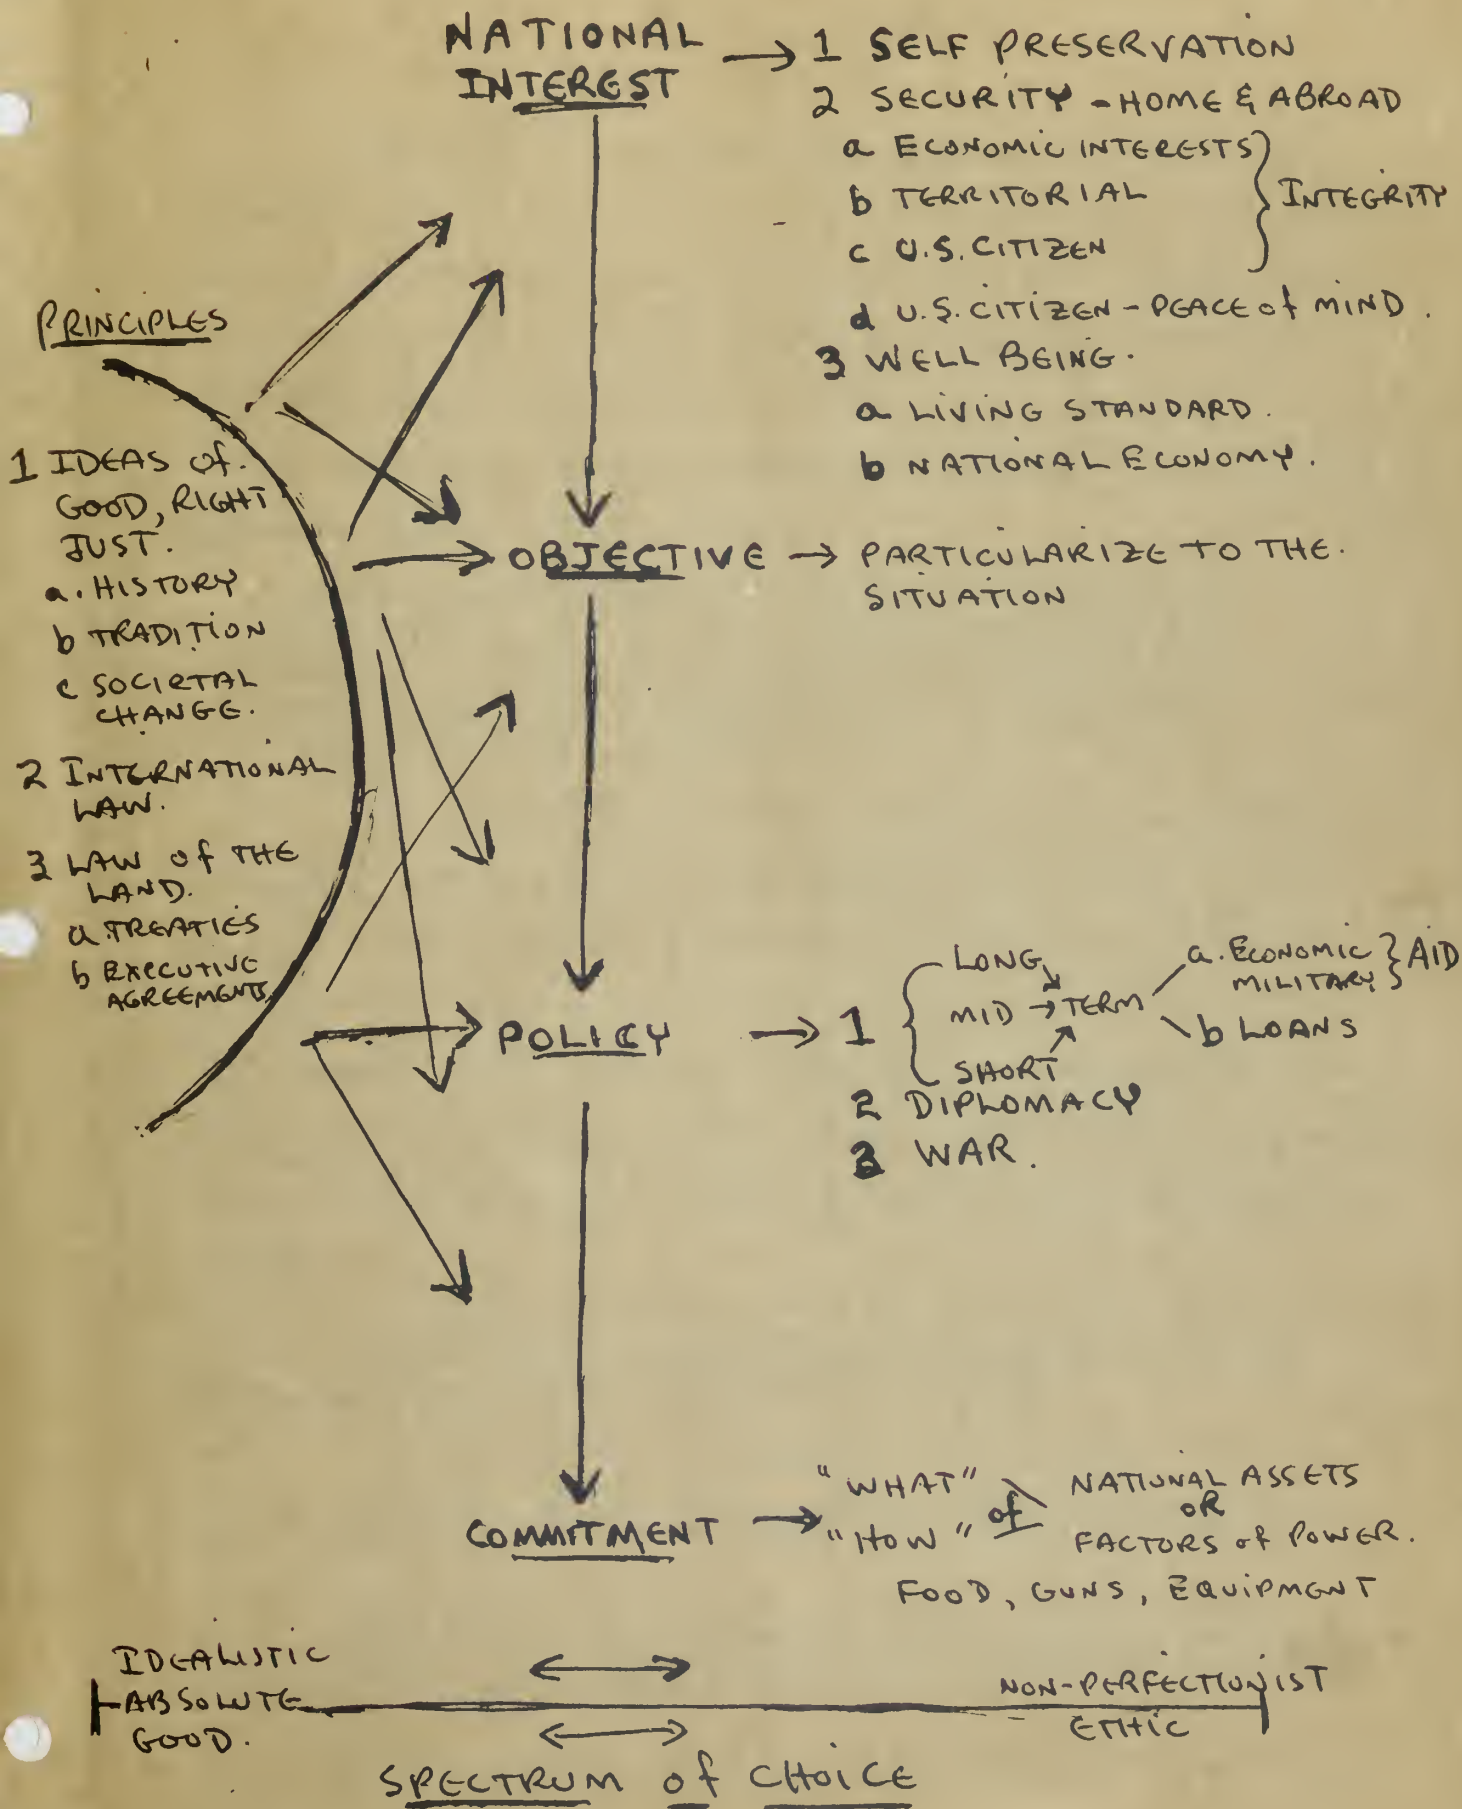 NATIONAL
INTEREST
→ 1 SELF PRESERVATION
2 SECURITY - HOME & ABROAD
a ECONOMIC INTERESTS
b TERRITORIAL
c U.S. CITIZEN
} INTEGRITY
d U.S. CITIZEN - PEACE of MIND.
3 WELL BEING.
a LIVING STANDARD.
b NATIONAL ECONOMY.
PRINCIPLES
1 IDEAS of.
GOOD, RIGHT
JUST.
a. HISTORY
b TRADITION
c SOCIETAL
CHANGE.
2 INTERNATIONAL
LAW.
3 LAW of THE
LAND.
a. TREATIES
b EXECUTIVE
AGREEMENTS
OBJECTIVE → PARTICULARIZE TO THE.
SITUATION
POLICY → 1
LONG
MID → TERM
SHORT
a. ECONOMIC
MILITARY } AID
b LOANS
2 DIPLOMACY
3 WAR.
COMMITMENT →
"WHAT"
"HOW" of
NATIONAL ASSETS
OR
FACTORS of POWER.
FOOD, GUNS, EQUIPMENT
IDEALISTIC
ABSOLUTE
GOOD.
NON-PERFECTIONIST
ETHIC
SPECTRUM of CHOICE